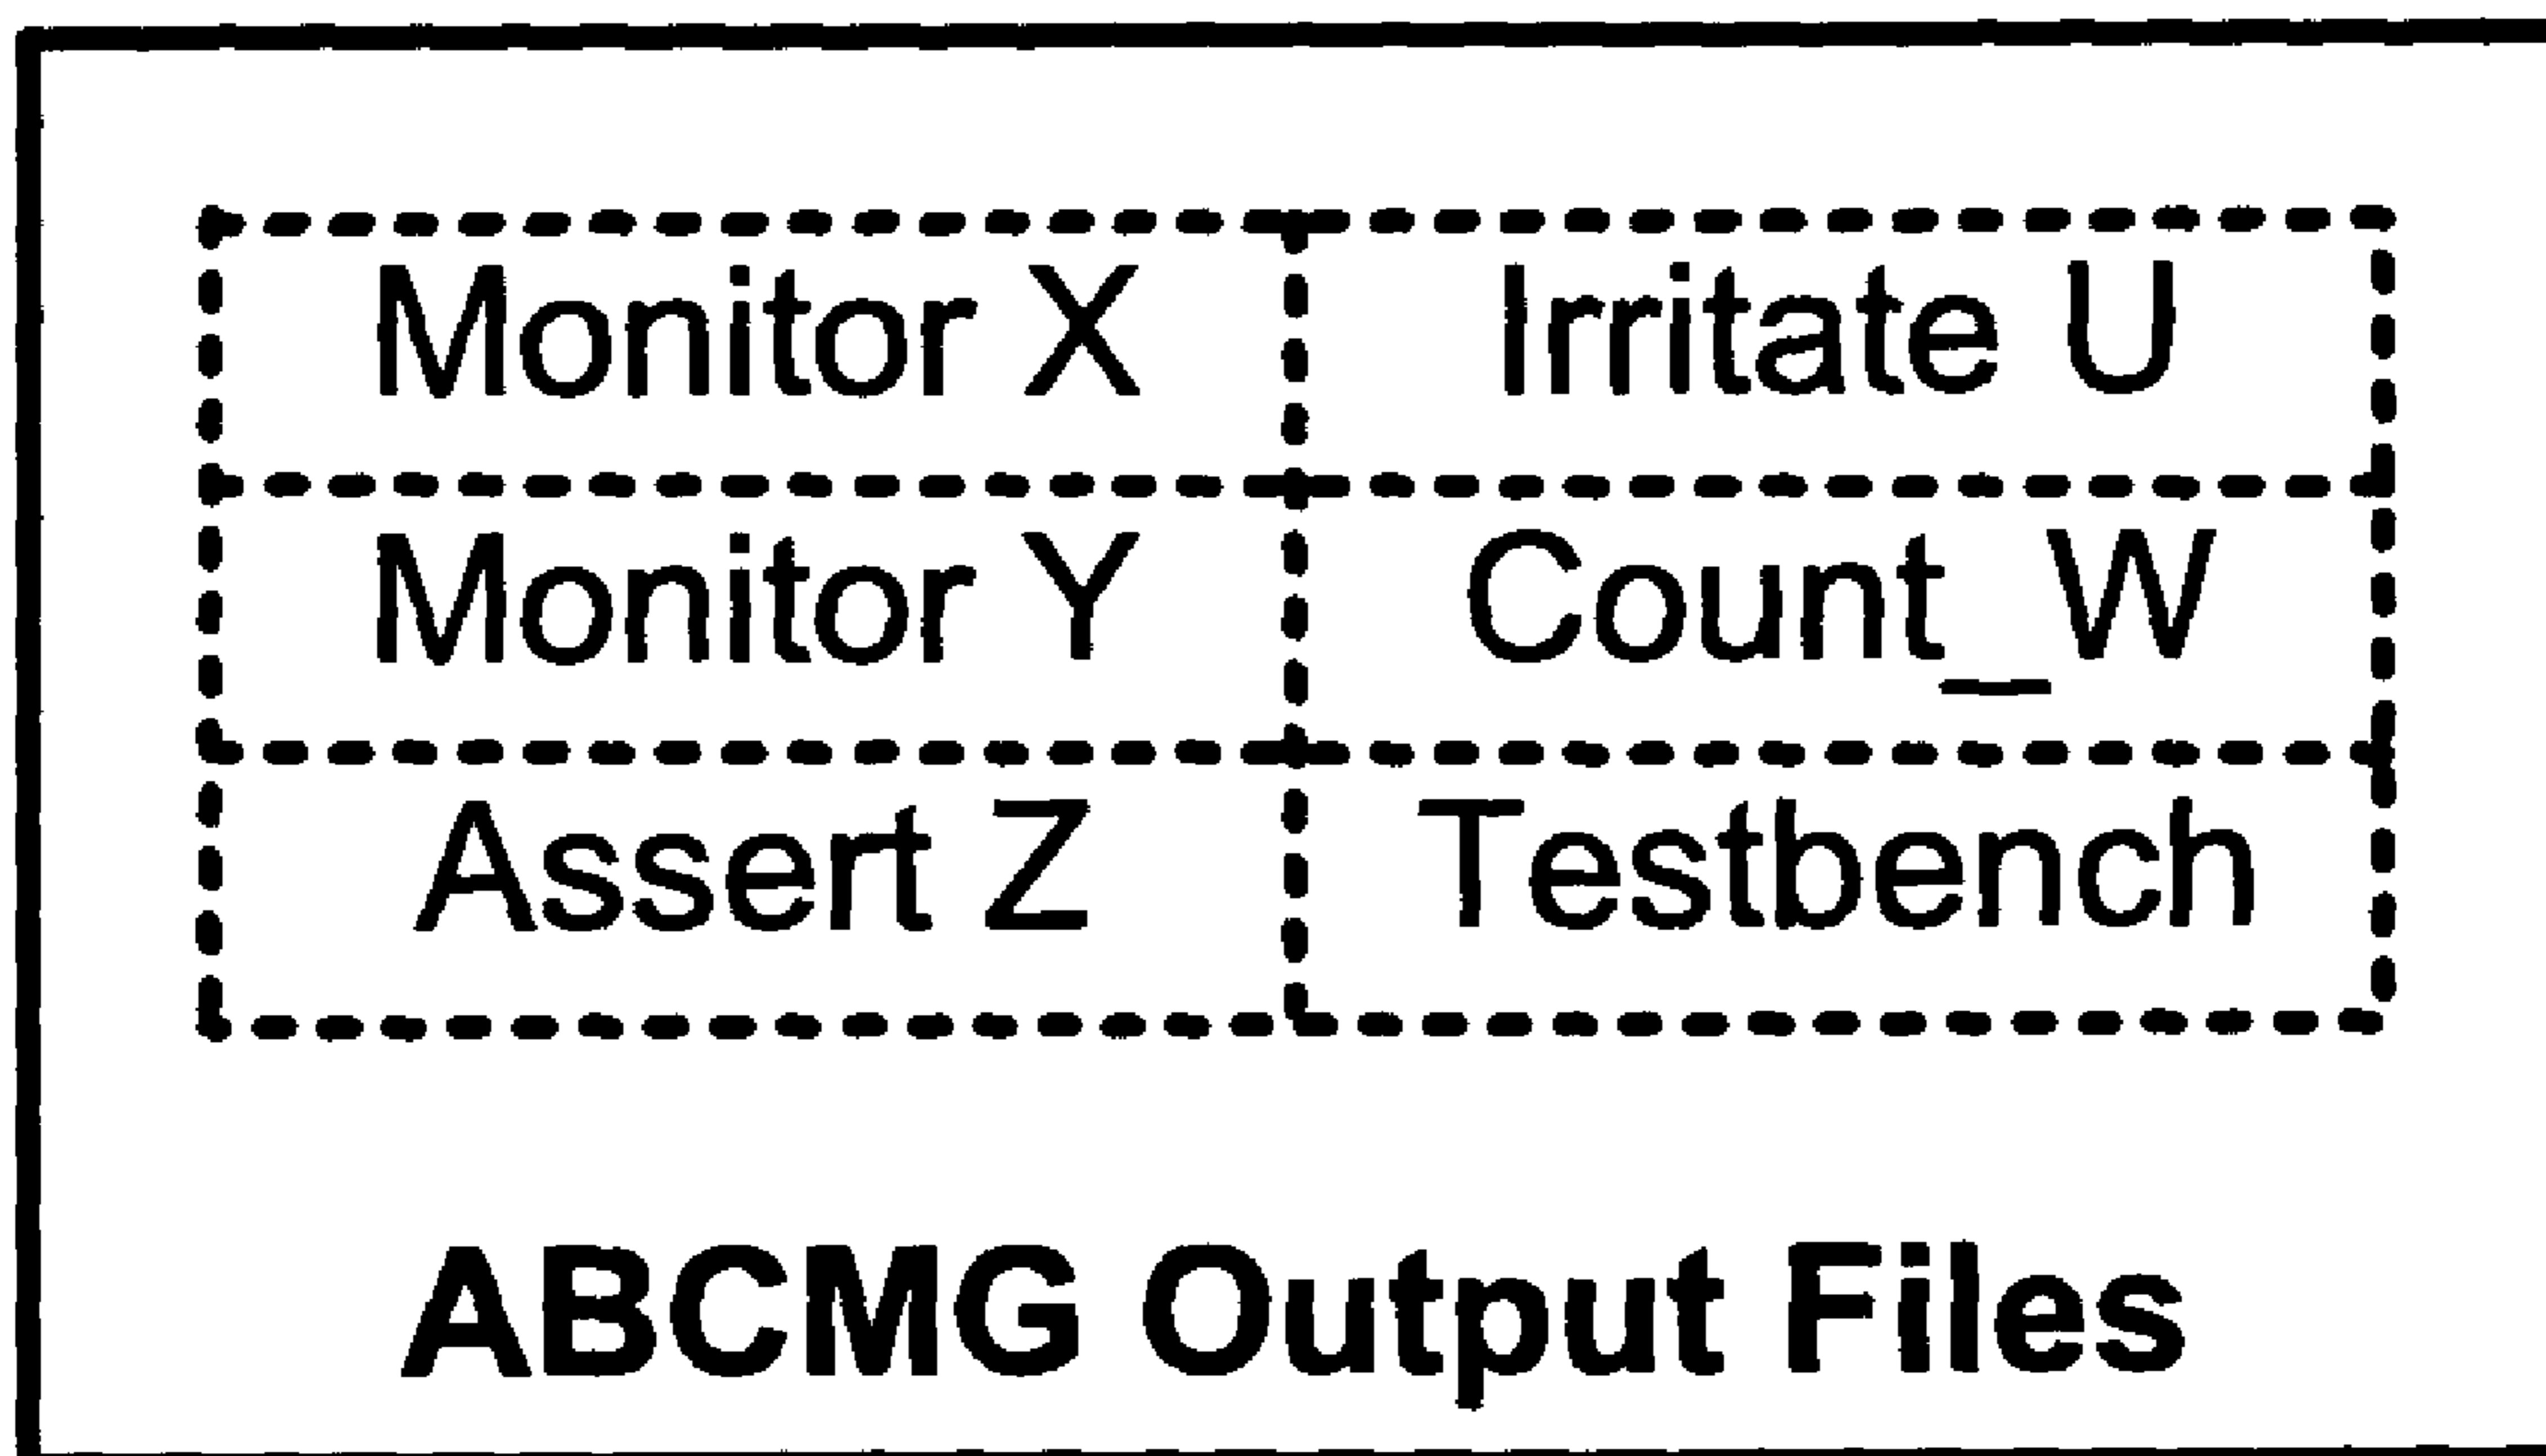 Monitor X Irritate U
Monitor Y Count_W
Assert Z Testbench
ABCMG Output Files